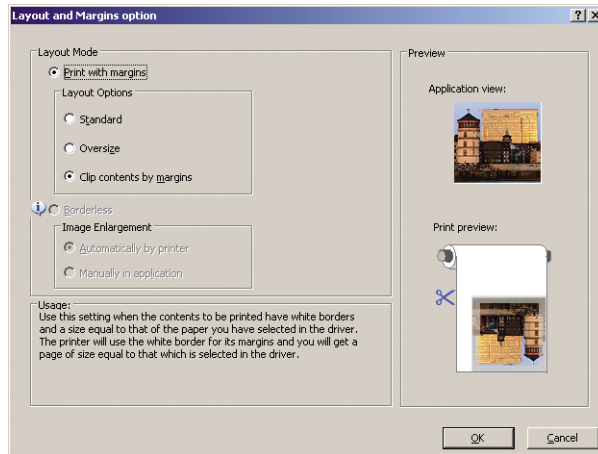 Layout and Margins option
Layout Mode
Print with margins
Layout Options
Standard
Oversize
Clip contents by margins
Borderless
Image Enlargement
Automatically by printer
Manually in application
Usage:
Use this setting when the contents to be printed have white borders
and a size equal to that of the paper you have selected in the driver.
The printer will use the white border for its margins and you will get a
page of size equal to that which is selected in the driver.
Preview
Application view:
Print preview:
OK
Cancel